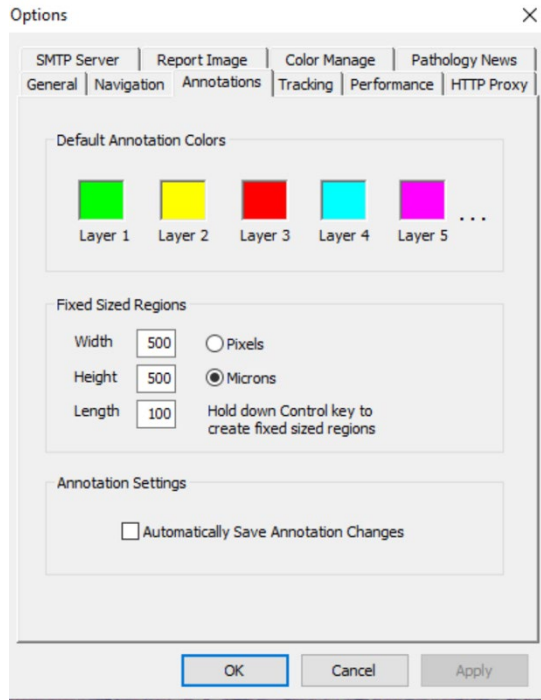 Options
SMTP Server Report Image Color Manage Pathology News
General Navigation Annotations Tracking Performance HTTP Proxy
Default Annotation Colors
Layer 1 Layer 2 Layer 3 Layer 4 Layer 5 ...
Fixed Sized Regions
Width 500 Pixels
Height 500 Microns
Length 100 Hold down Control key to
create fixed sized regions
Annotation Settings
Automatically Save Annotation Changes
OK Cancel Apply